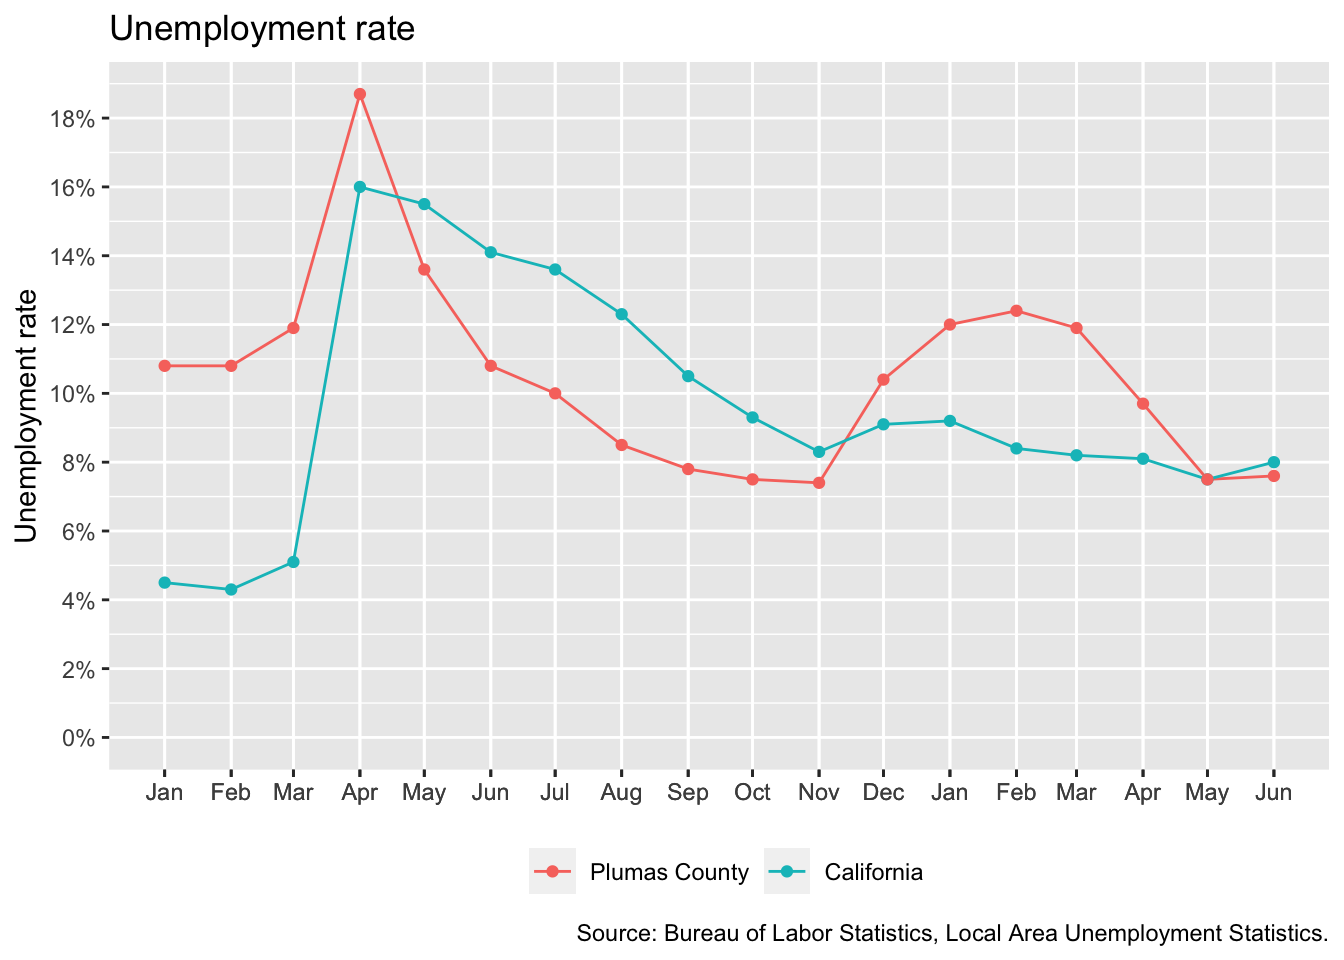 Unemployment rate
Unemployment rate
18%
16%
14%
12%
10%
8%
6%
4%
2%
0%
Jan Feb Mar Apr May Jun Jul Aug Sep Oct Nov Dec Jan Feb Mar Apr May Jun
Plumas County California
Source: Bureau of Labor Statistics, Local Area Unemployment Statistics.